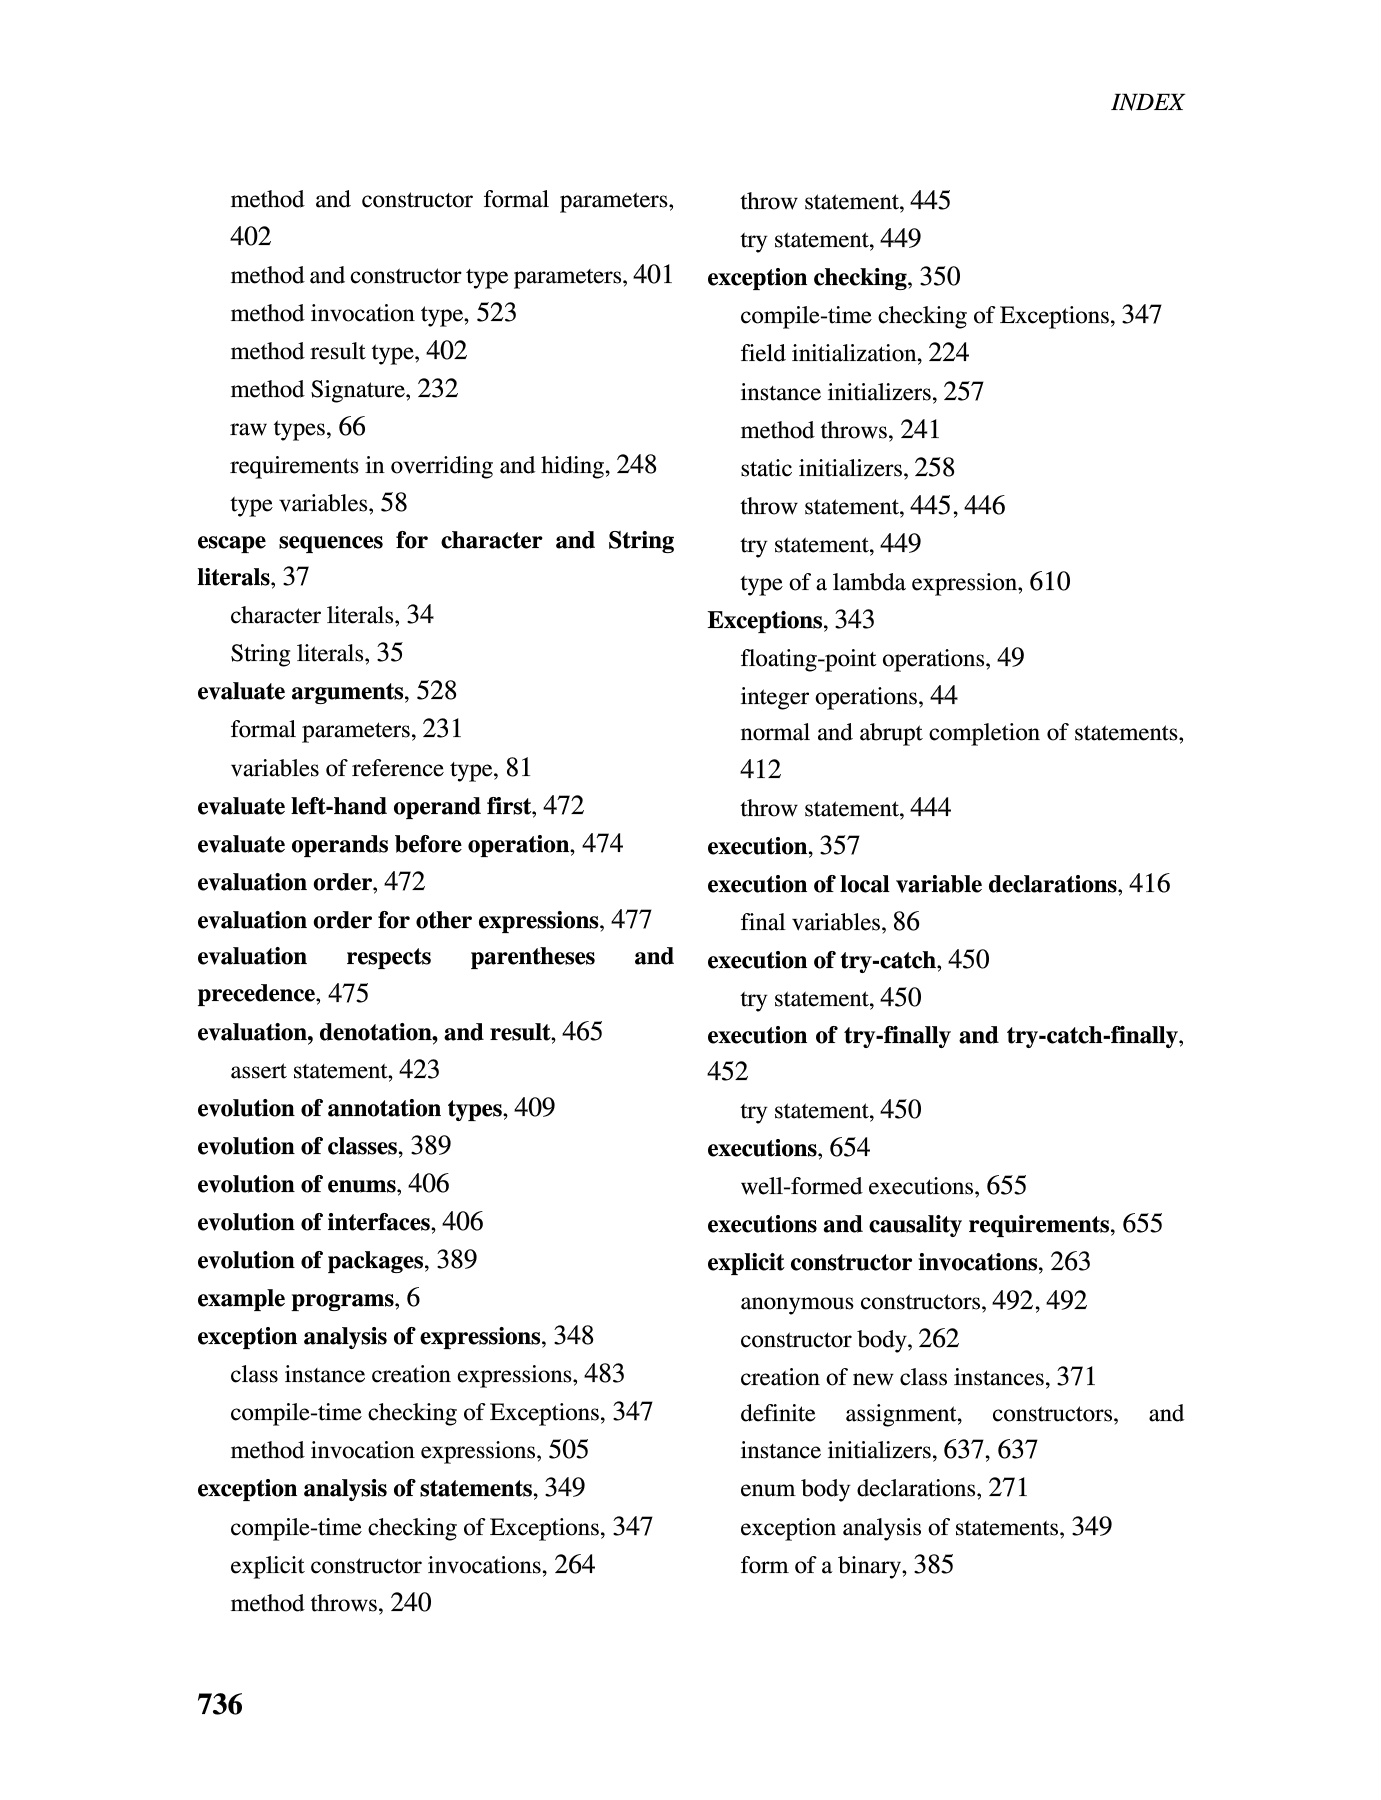 INDEX
method and constructor formal parameters,
402
method and constructor type parameters, 401
method invocation type, 523
method result type, 402
method Signature, 232
raw types, 66
requirements in overriding and hiding, 248
type variables, 58
escape sequences for character and String
literals, 37
character literals, 34
String literals, 35
evaluate arguments, 528
formal parameters, 231
variables of reference type, 81
evaluate left-hand operand first, 472
evaluate operands before operation, 474
evaluation order, 472
evaluation order for other expressions, 477
evaluation respects parentheses and
precedence, 475
evaluation, denotation, and result, 465
assert statement, 423
evolution of annotation types, 409
evolution of classes, 389
evolution of enums, 406
evolution of interfaces, 406
evolution of packages, 389
example programs, 6
exception analysis of expressions, 348
class instance creation expressions, 483
compile-time checking of Exceptions, 347
method invocation expressions, 505
exception analysis of statements, 349
compile-time checking of Exceptions, 347
explicit constructor invocations, 264
method throws, 240
throw statement, 445
try statement, 449
exception checking, 350
compile-time checking of Exceptions, 347
field initialization, 224
instance initializers, 257
method throws, 241
static initializers, 258
throw statement, 445, 446
try statement, 449
type of a lambda expression, 610
Exceptions, 343
floating-point operations, 49
integer operations, 44
normal and abrupt completion of statements,
412
throw statement, 444
execution, 357
execution of local variable declarations, 416
final variables, 86
execution of try-catch, 450
try statement, 450
execution of try-finally and try-catch-finally,
452
try statement, 450
executions, 654
well-formed executions, 655
executions and causality requirements, 655
explicit constructor invocations, 263
anonymous constructors, 492, 492
constructor body, 262
creation of new class instances, 371
definite assignment, constructors, and
instance initializers, 637, 637
enum body declarations, 271
exception analysis of statements, 349
form of a binary, 385
736